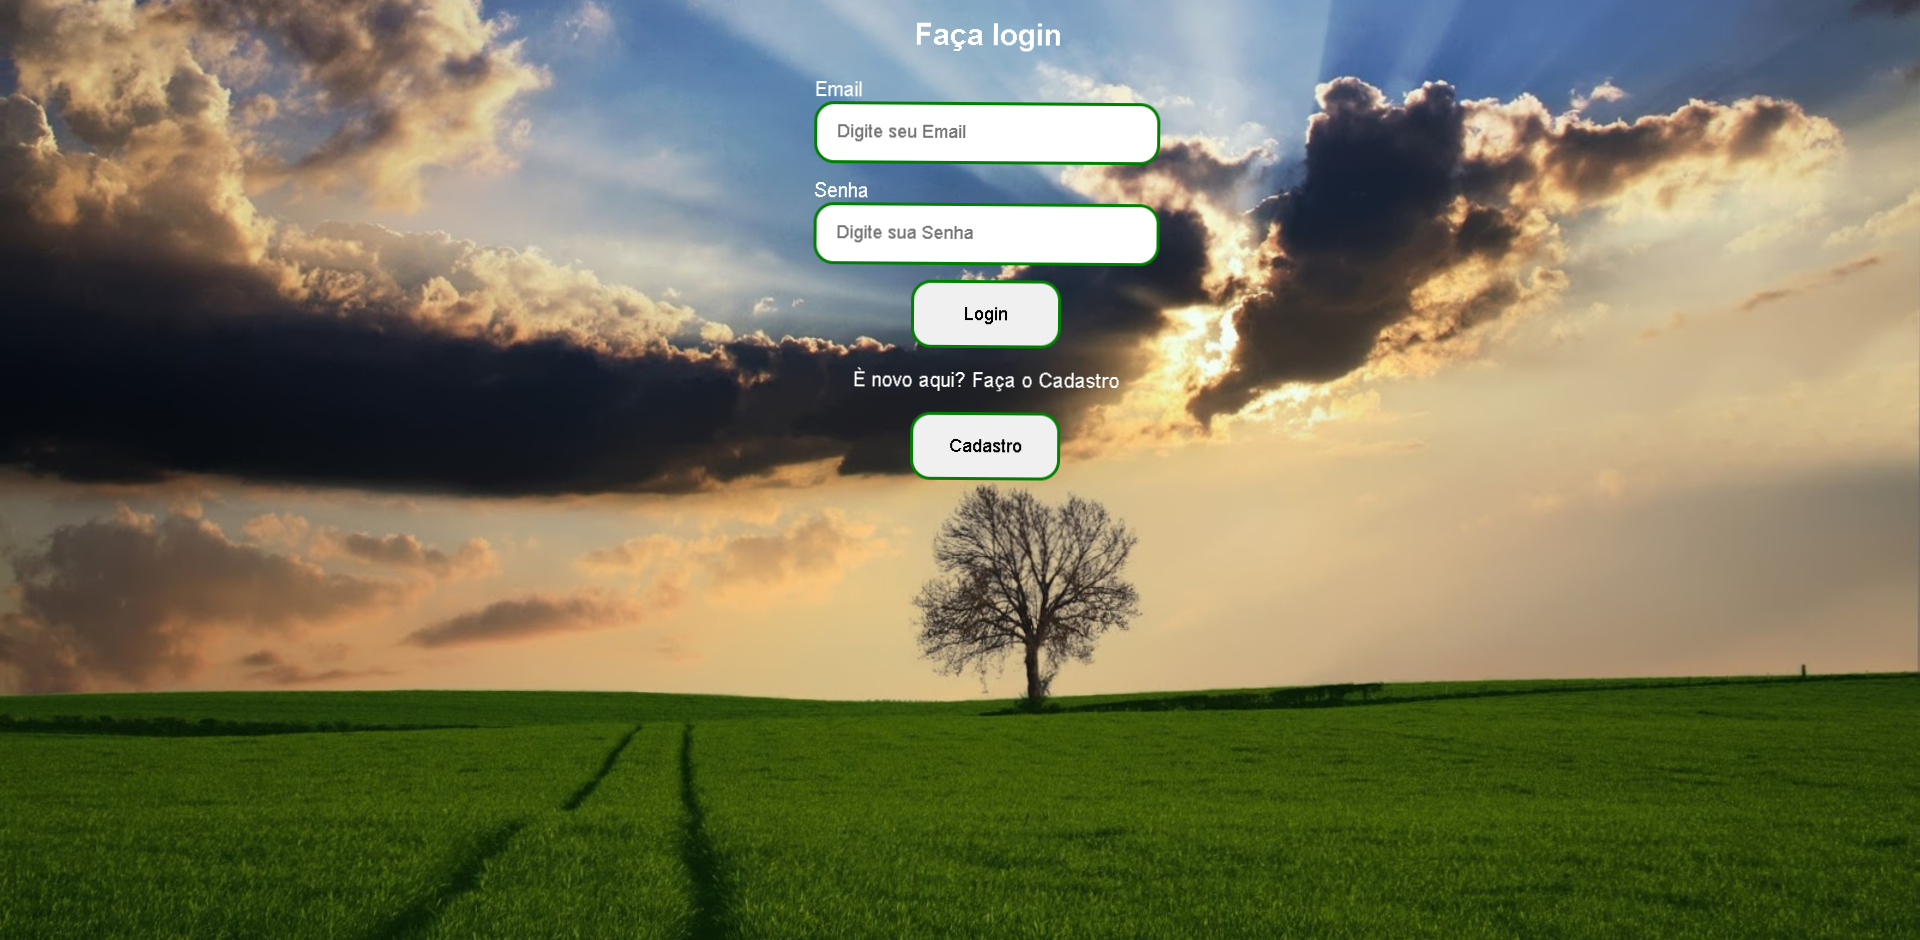 Faça login
Email
Digite seu Email
Senha
Digite sua Senha
Login
È novo aqui? Faça o Cadastro
Cadastro